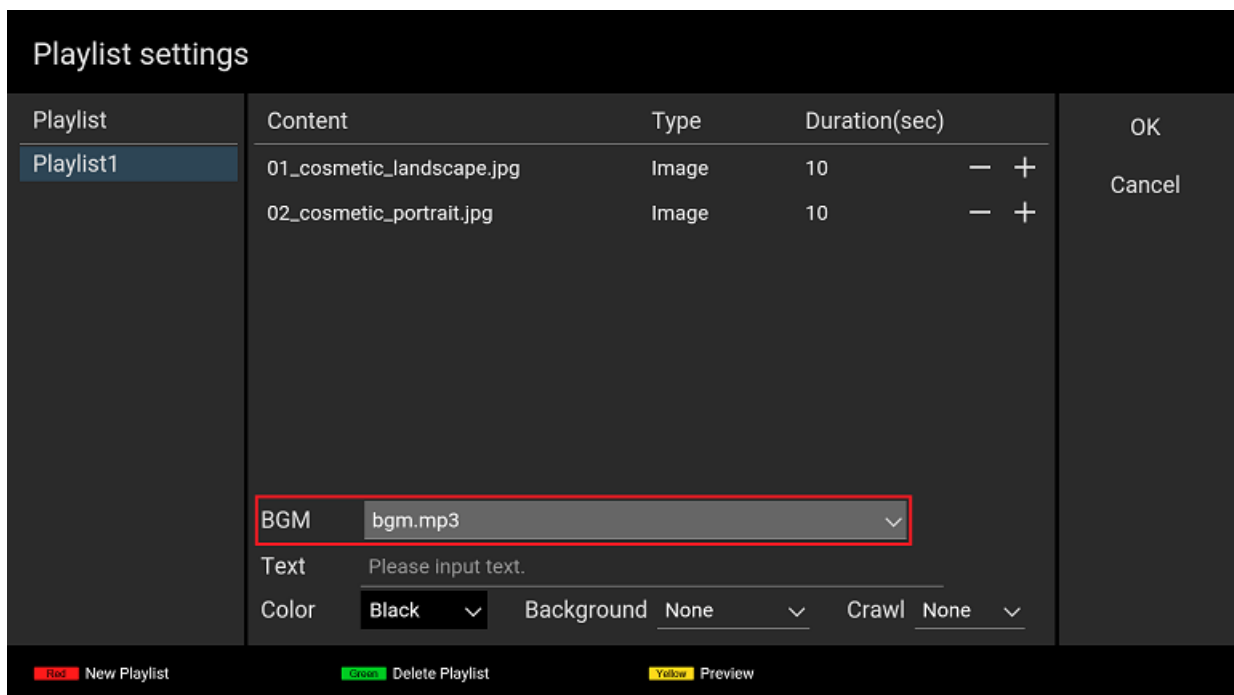 Playlist settings
Playlist
Playlist1
Content Type Duration(sec)
01_cosmetic_landscape.jpg Image 10 — +
02_cosmetic_portrait.jpg Image 10 — +
BGM bgm.mp3
Text Please input text.
Color Black Background None Crawl None
OK
Cancel
Red New Playlist Green Delete Playlist Yellow Preview